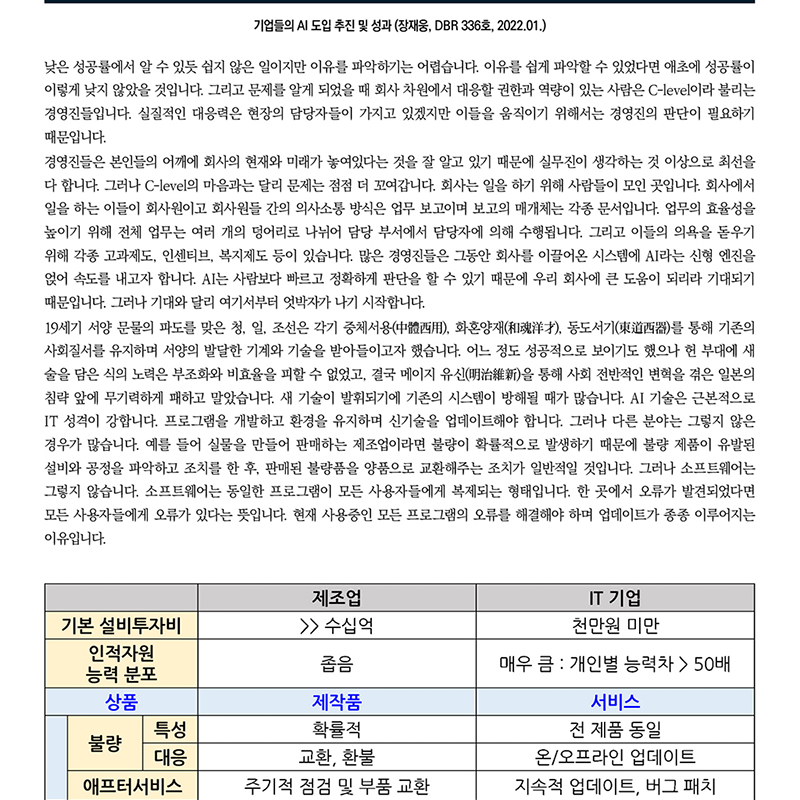 기업들의 AI 도입 추진 및 성과 (장재웅, DBR 336호, 2022.01.)
낮은 성공률에서 알 수 있듯 쉽지 않은 일이지만 이유를 파악하기는 어렵습니다. 이유를 쉽게 파악할 수 있었다면 애초에 성공률이
이렇게 낮지 않았을 것입니다. 그리고 문제를 알게 되었을 때 회사 차원에서 대응할 권한과 역량이 있는 사람은 C-level이라 불리는
경영진들입니다. 실질적인 대응력은 현장의 담당자들이 가지고 있겠지만 이들을 움직이기 위해서는 경영진의 판단이 필요하기
때문입니다.
경영진들은 본인들의 어깨에 회사의 현재와 미래가 놓여있다는 것을 잘 알고 있기 때문에 실무진이 생각하는 것 이상으로 최선을
다 합니다. 그러나 C-level의 마음과는 달리 문제는 점점 더 꼬여갑니다. 회사는 일을 하기 위해 사람들이 모인 곳입니다. 회사에서
일을 하는 이들이 회사원이고 회사원들 간의 의사소통 방식은 업무 보고이며 보고의 매개체는 각종 문서입니다. 업무의 효율성을
높이기 위해 전체 업무는 여러 개의 덩어리로 나뉘어 담당 부서에서 담당자에 의해 수행됩니다. 그리고 이들의 의욕을 돋우기
위해 각종 고과제도, 인센티브, 복지제도 등이 있습니다. 많은 경영진들은 그동안 회사를 이끌어온 시스템에 AI라는 신형 엔진을
얹어 속도를 내고자 합니다. AI는 사람보다 빠르고 정확하게 판단을 할 수 있기 때문에 우리 회사에 큰 도움이 되리라 기대되기
때문입니다. 그러나 기대와 달리 여기서부터 엇박자가 나기 시작합니다.
19세기 서양 문물의 파도를 맞은 청, 일, 조선은 각기 중체서용(中體西用), 화혼양재(和魂洋才), 동도서기(東道西器)를 통해 기존의
사회질서를 유지하며 서양의 발달한 기계와 기술을 받아들이고자 했습니다. 어느 정도 성공적으로 보이기도 했으나 헌 부대에 새
술을 담은 식의 노력은 부조화와 비효율을 피할 수 없었고, 결국 메이지 유신(明治維新)을 통해 사회 전반적인 변혁을 겪은 일본의
침략 앞에 무기력하게 패하고 말았습니다. 새 기술이 발휘되기에 기존의 시스템이 방해될 때가 많습니다. AI 기술은 근본적으로
IT 성격이 강합니다. 프로그램을 개발하고 환경을 유지하며 신기술을 업데이트해야 합니다. 그러나 다른 분야는 그렇지 않은
경우가 많습니다. 예를 들어 실물을 만들어 판매하는 제조업이라면 불량이 확률적으로 발생하기 때문에 불량 제품이 유발된
설비와 공정을 파악하고 조치를 한 후, 판매된 불량품을 양품으로 교환해주는 조치가 일반적일 것입니다. 그러나 소프트웨어는
그렇지 않습니다. 소프트웨어는 동일한 프로그램이 모든 사용자들에게 복제되는 형태입니다. 한 곳에서 오류가 발견되었다면
모든 사용자들에게 오류가 있다는 뜻입니다. 현재 사용중인 모든 프로그램의 오류를 해결해야 하며 업데이트가 종종 이루어지는
이유입니다.
제조업 IT 기업
기본 설비투자비 >> 수십억 천만원 미만
인적자원
능력 분포 좁음 매우 큼 : 개인별 능력차 > 50배
상품 제작품 서비스
불량 특성 확률적 전 제품 동일
대응 교환, 환불 온/오프라인 업데이트
애프터서비스 주기적 점검 및 부품 교환 지속적 업데이트, 버그 패치